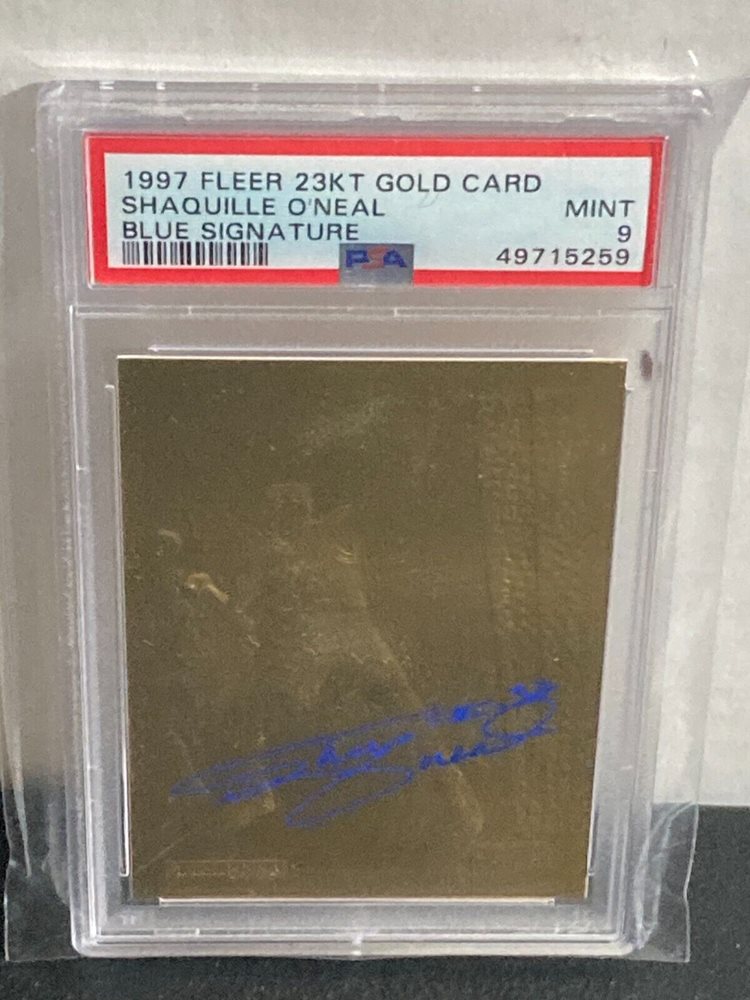 1997 FLEER 23KT GOLD CARD
SHAQUILLE O'NEAL MINT
BLUE SIGNATURE 9
PSA 49715259